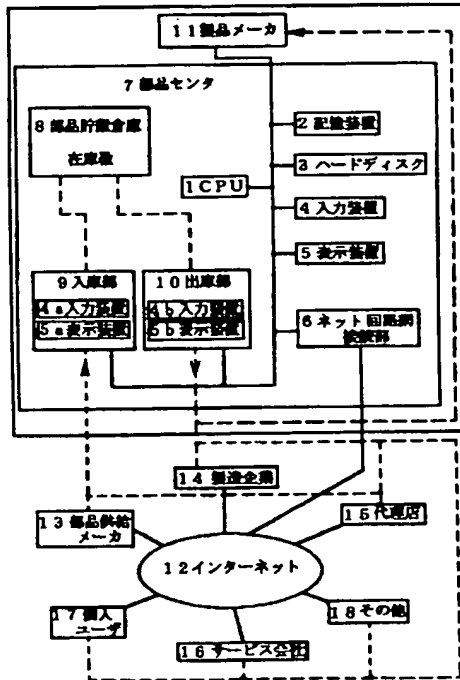 11製品メーカ
7部品センタ
8部品貯蔵倉庫
在庫数
2記憶装置
3ハードディスク
1CPU
4入力装置
5表示装置
9入庫部
4a入力装置
5a表示装置
10出庫部
4b入力装置
5b表示装置
6ネット回路網
接続部
14製造企業
13部品供給
メーカ
15代理店
12インターネット
17個人
ユーザ
18その他
16サービス会社